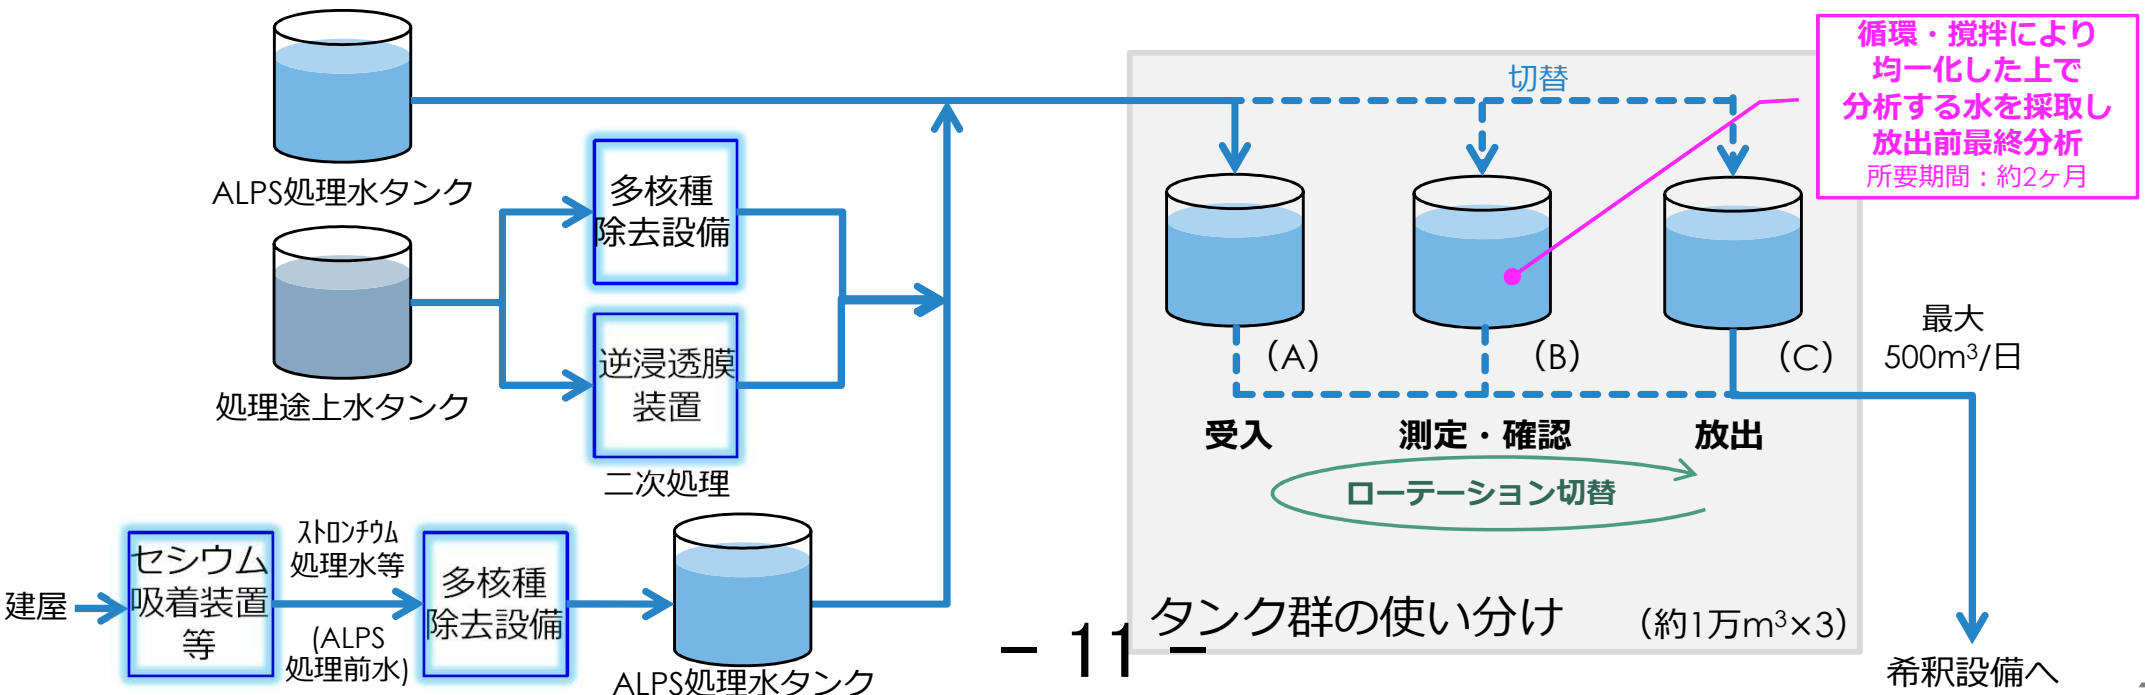 循環・撹拌により
均一化した上で
分析する水を採取し
放出前最終分析
所要期間：約2ヶ月
切替
ALPS処理水タンク
多核種
除去設備
処理途上水タンク
逆浸透膜
装置
二次処理
（A）
（B）
（C）
最大
500m³/日
受入
測定・確認
放出
ローテーション切替
建屋
セシウム
吸着装置
等
ストロンチウム
処理水等
(ALPS
処理前水)
多核種
除去設備
ALPS処理水タンク
タンク群の使い分け
（約1万m³×3）
希釈設備へ
− 11 −